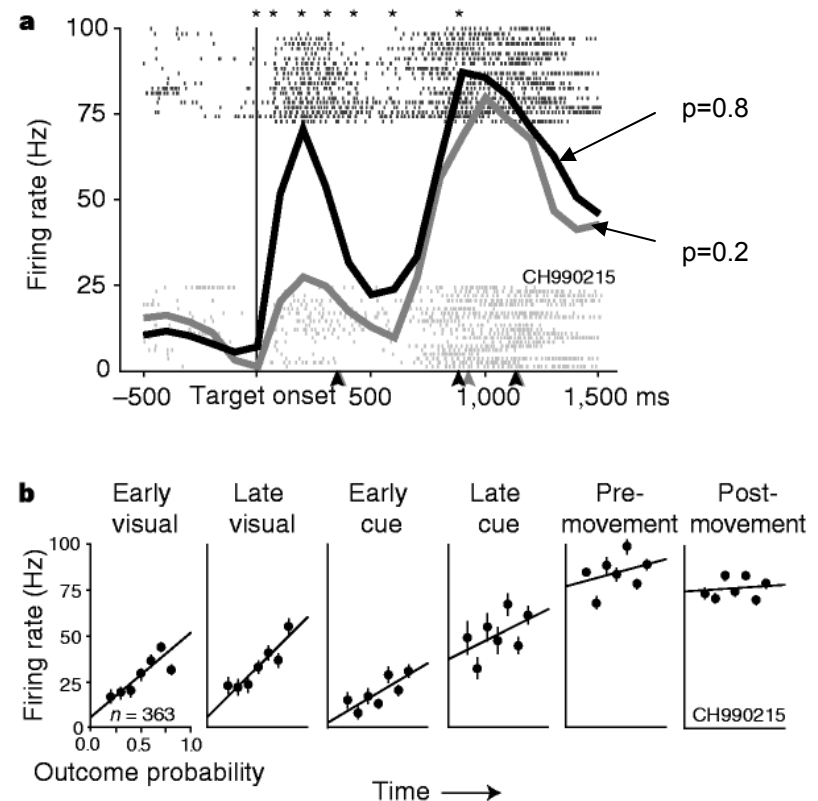 a
* * * * * * *
100
75
50
25
0
Firing rate (Hz)
p=0.8
p=0.2
CH990215
–500 Target onset 500 1,000 1,500 ms
b
Early visual
Late visual
Early cue
Late cue
Pre-movement
Post-movement
100
75
50
25
0
Firing rate (Hz)
n = 363
CH990215
0.0 0.5 1.0
Outcome probability
Time